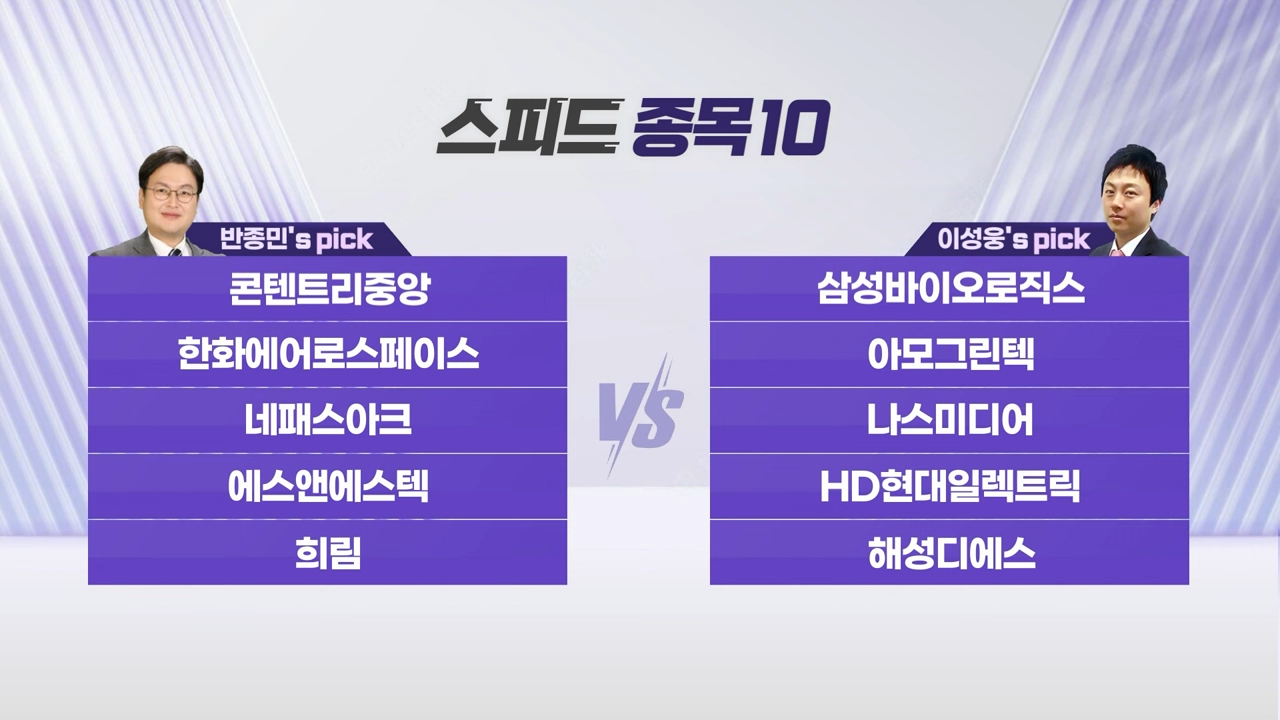 스피드 종목10
반종민's pick
콘텐트리중앙
한화에어로스페이스
네패스아크
에스앤에스텍
희림
VS
이성웅's pick
삼성바이오로직스
아모그린텍
나스미디어
HD현대일렉트릭
해성디에스